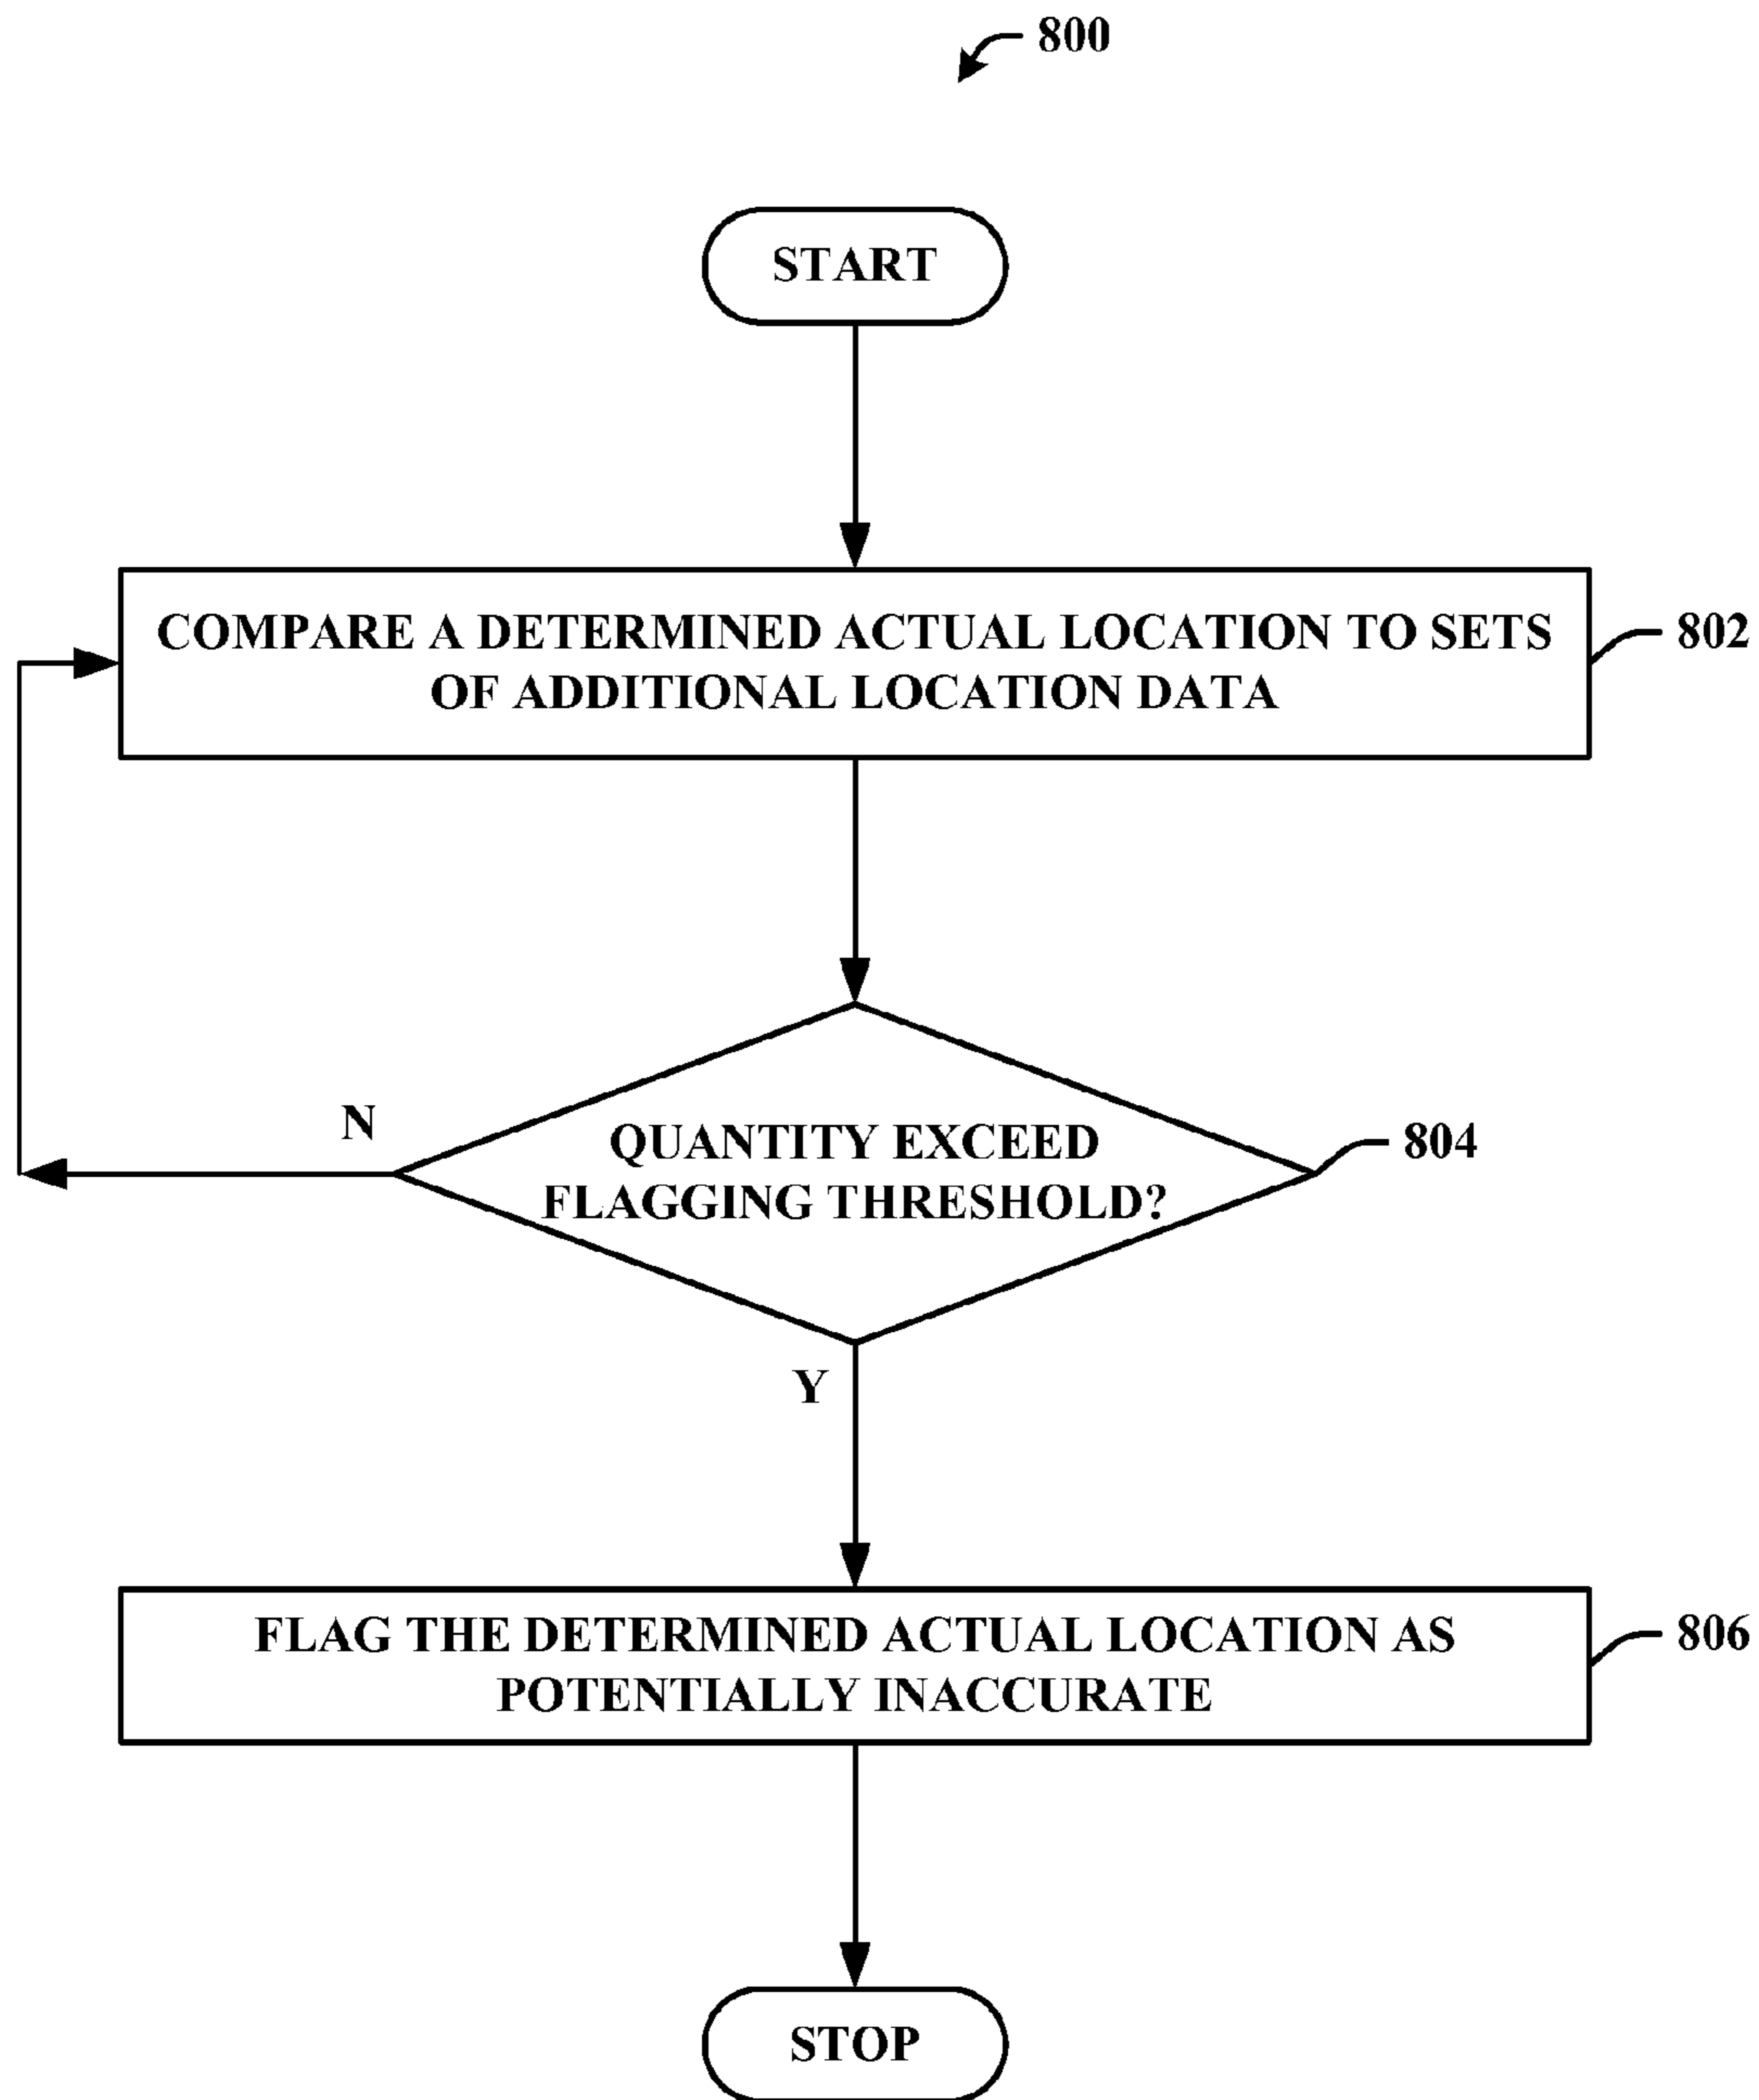 800
START
COMPARE A DETERMINED ACTUAL LOCATION TO SETS
OF ADDITIONAL LOCATION DATA
802
N
QUANTITY EXCEED
FLAGGING THRESHOLD?
804
Y
FLAG THE DETERMINED ACTUAL LOCATION AS
POTENTIALLY INACCURATE
806
STOP